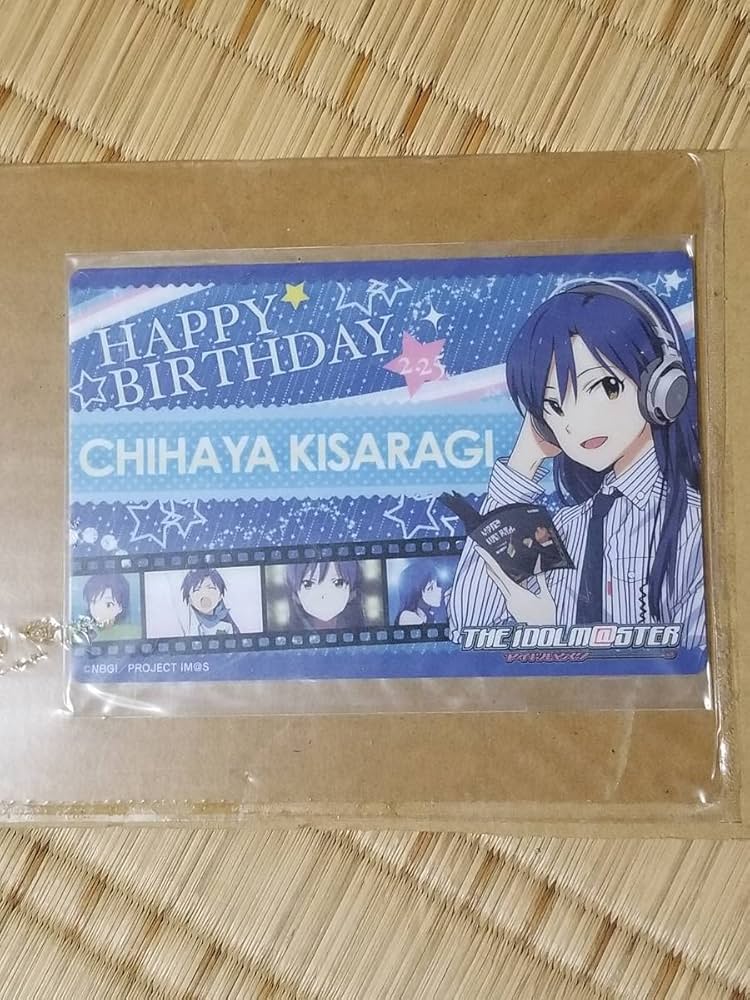 HAPPY
BIRTHDAY
2.25
CHIHAYA KISARAGI
THE iDOLM@STER
アイドルマスター
©NBGI／PROJECT IM@S